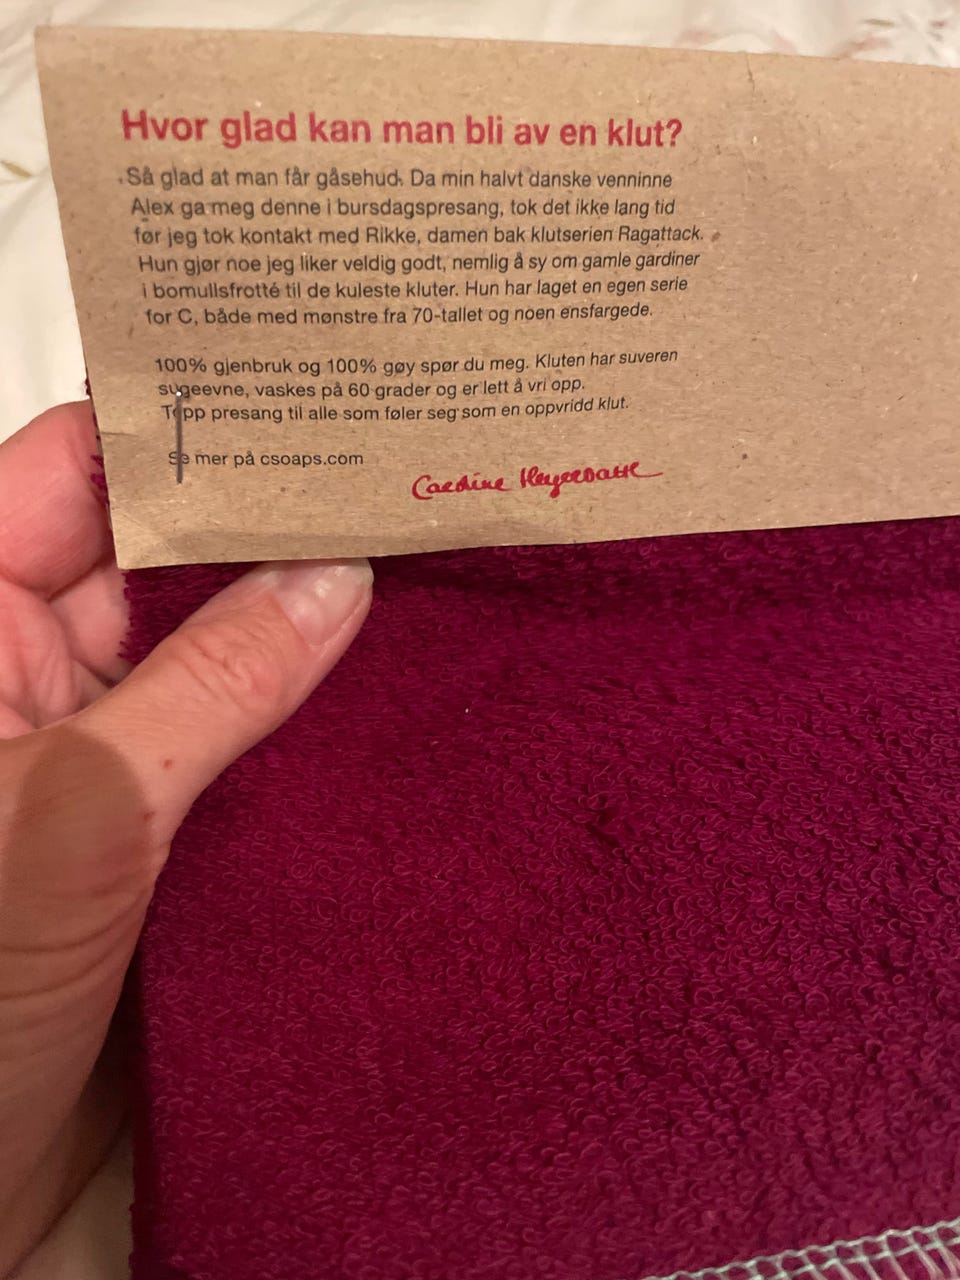 Hvor glad kan man bli av en klut?
Så glad at man får gåsehud. Da min halvt danske venninne
Alex ga meg denne i bursdagspresang, tok det ikke lang tid
før jeg tok kontakt med Rikke, damen bak klutserien Ragattack.
Hun gjør noe jeg liker veldig godt, nemlig å sy om gamle gardiner
i bomullsfrotté til de kuleste kluter. Hun har laget en egen serie
for C, både med mønstre fra 70-tallet og noen ensfargede.
100% gjenbruk og 100% gøy spør du meg. Kluten har suveren
sugeevne, vaskes på 60 grader og er lett å vri opp.
Topp presang til alle som føler seg som en oppvridd klut.
Se mer på csoaps.com